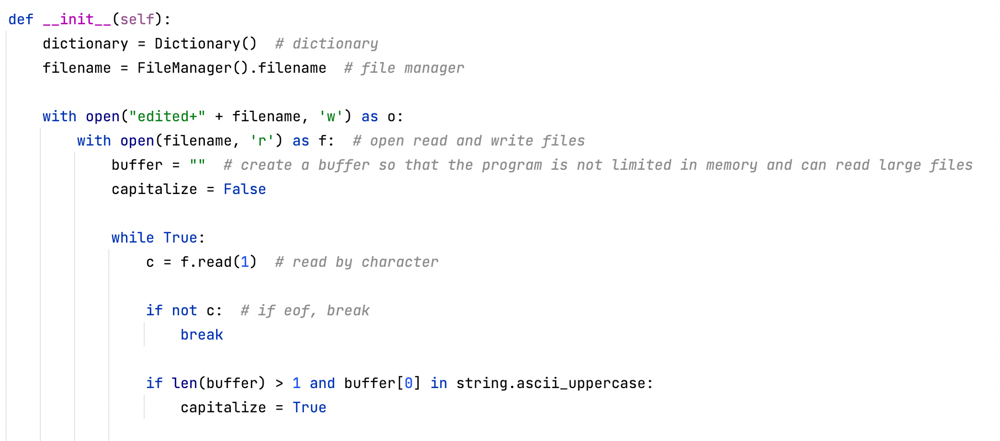 def __init__(self):
    dictionary = Dictionary()  # dictionary
    filename = FileManager().filename  # file manager

    with open("edited+" + filename, 'w') as o:
        with open(filename, 'r') as f:  # open read and write files
            buffer = ""  # create a buffer so that the program is not limited in memory and can read large files
            capitalize = False

            while True:
                c = f.read(1)  # read by character

                if not c:  # if eof, break
                    break

                if len(buffer) > 1 and buffer[0] in string.ascii_uppercase:
                    capitalize = True